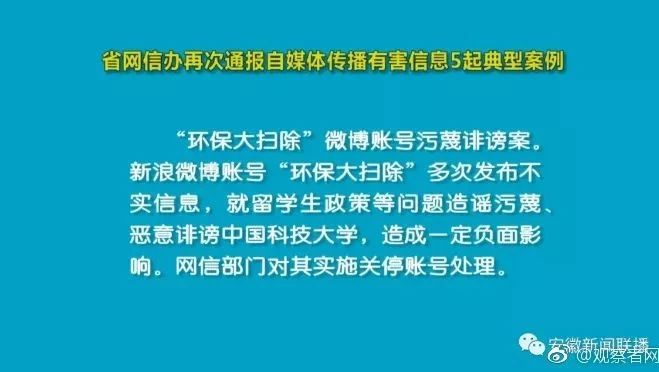 省网信办再次通报自媒体传播有害信息5起典型案例
“环保大扫除”微博账号污蔑诽谤案。
新浪微博账号“环保大扫除”多次发布不
实信息，就留学生政策等问题造谣污蔑、
恶意诽谤中国科技大学，造成一定负面影
响。网信部门对其实施关停账号处理。
安徽新闻联播
@观察者网